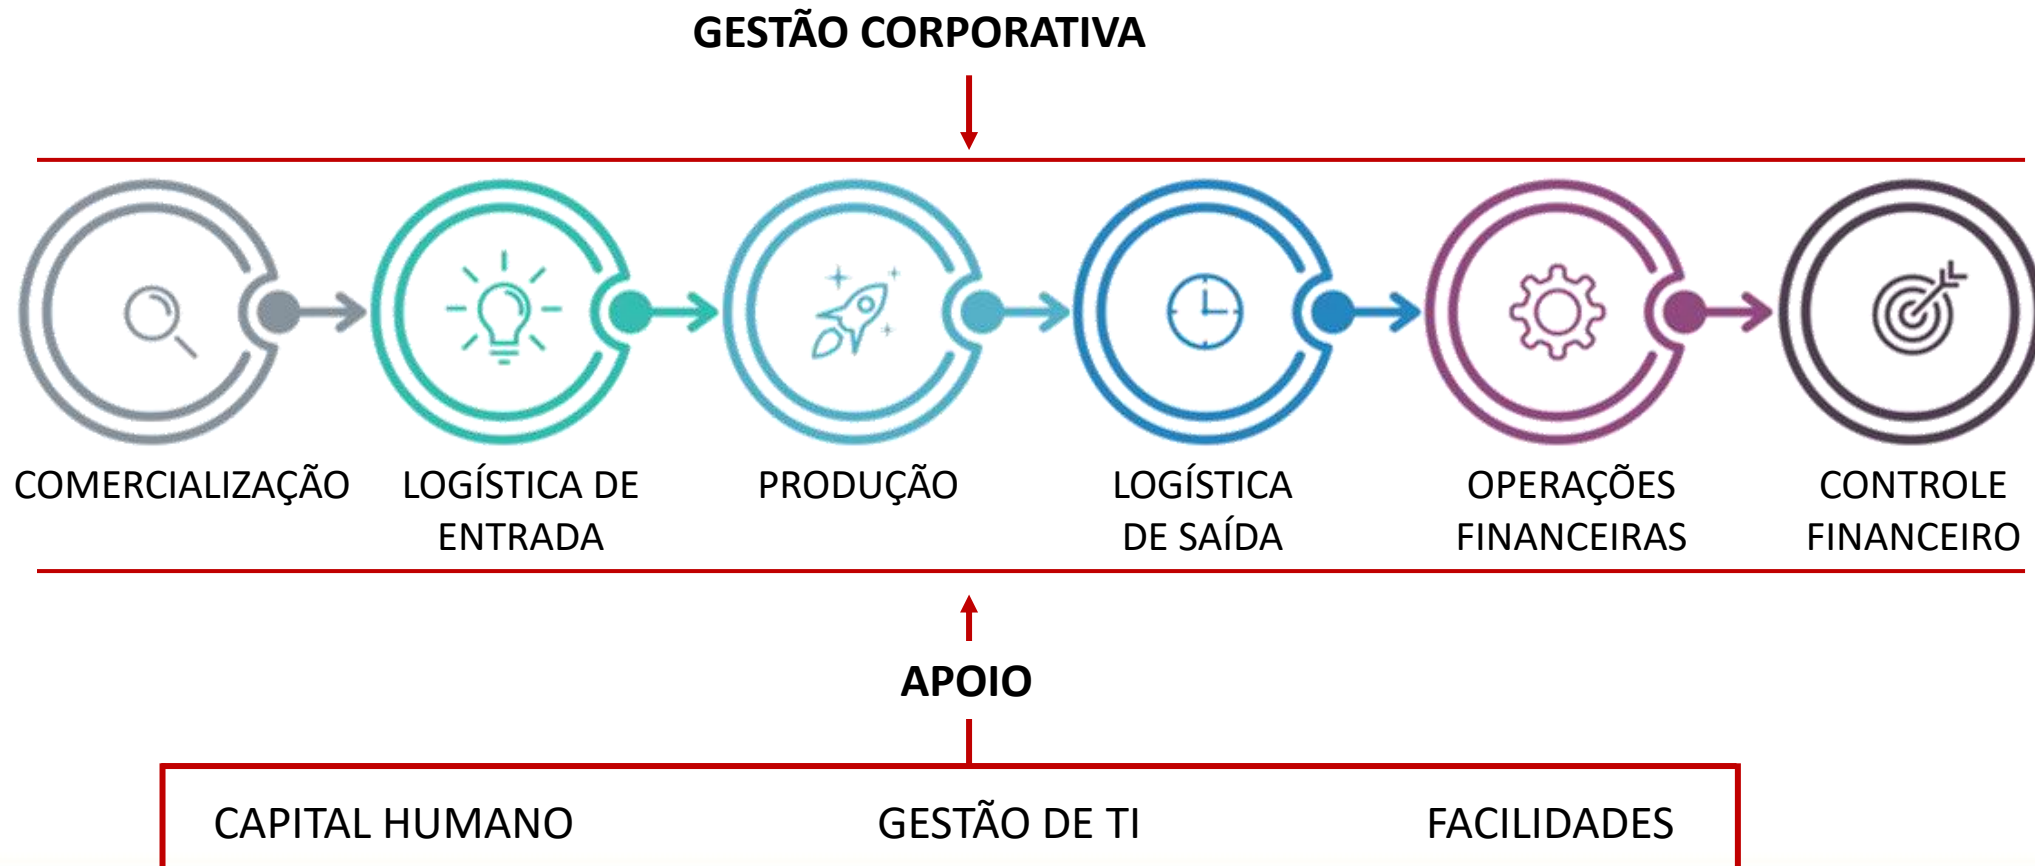 GESTÃO CORPORATIVA
COMERCIALIZAÇÃO
LOGÍSTICA DE
ENTRADA
PRODUÇÃO
LOGÍSTICA
DE SAÍDA
OPERAÇÕES
FINANCEIRAS
CONTROLE
FINANCEIRO
APOIO
CAPITAL HUMANO
GESTÃO DE TI
FACILIDADES